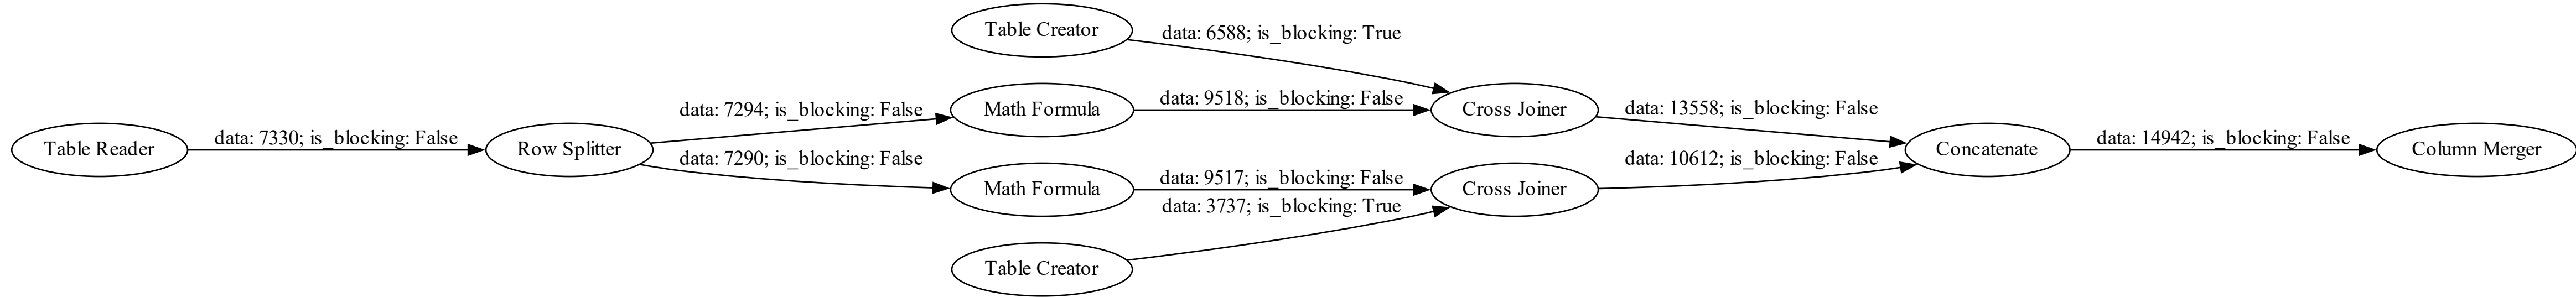 Table Creator
data: 6588; is_blocking: True
data: 7294; is_blocking: False
Math Formula
data: 9518; is_blocking: False
Cross Joiner
data: 13558; is_blocking: False
Table Reader
data: 7330; is_blocking: False
Row Splitter
Concatenate
data: 14942; is_blocking: False
Column Merger
data: 7290; is_blocking: False
Math Formula
data: 9517; is_blocking: False
Cross Joiner
data: 10612; is_blocking: False
data: 3737; is_blocking: True
Table Creator